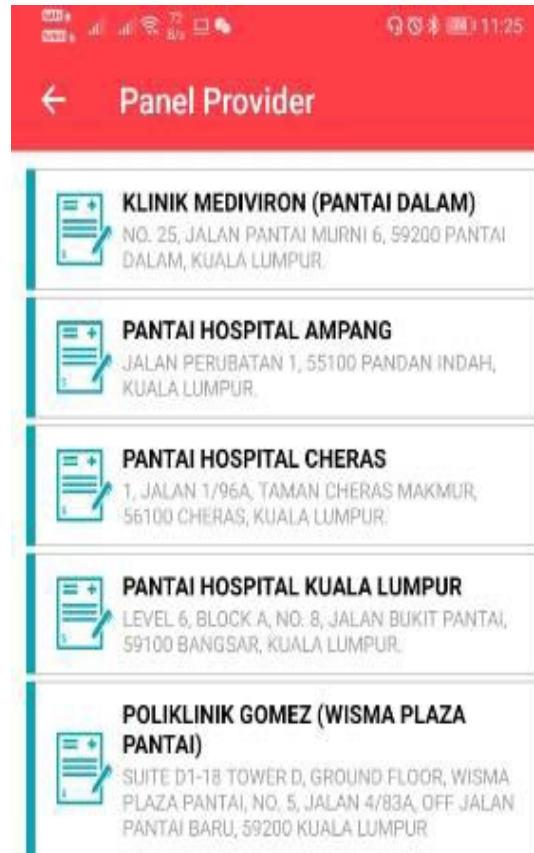 72
B/s
11:25
Panel Provider
KLINIK MEDIVIRON (PANTAI DALAM)
NO. 25, JALAN PANTAI MURNI 6, 59200 PANTAI
DALAM, KUALA LUMPUR.
PANTAI HOSPITAL AMPANG
JALAN PERUBATAN 1, 55100 PANDAN INDAH,
KUALA LUMPUR.
PANTAI HOSPITAL CHERAS
1, JALAN 1/96A, TAMAN CHERAS MAKMUR,
56100 CHERAS, KUALA LUMPUR.
PANTAI HOSPITAL KUALA LUMPUR
LEVEL 6, BLOCK A, NO. 8, JALAN BUKIT PANTAI,
59100 BANGSAR, KUALA LUMPUR.
POLIKLINIK GOMEZ (WISMA PLAZA
PANTAI)
SUITE D1-18 TOWER D, GROUND FLOOR, WISMA
PLAZA PANTAI, NO. 5, JALAN 4/83A, OFF JALAN
PANTAI BARU, 59200 KUALA LUMPUR